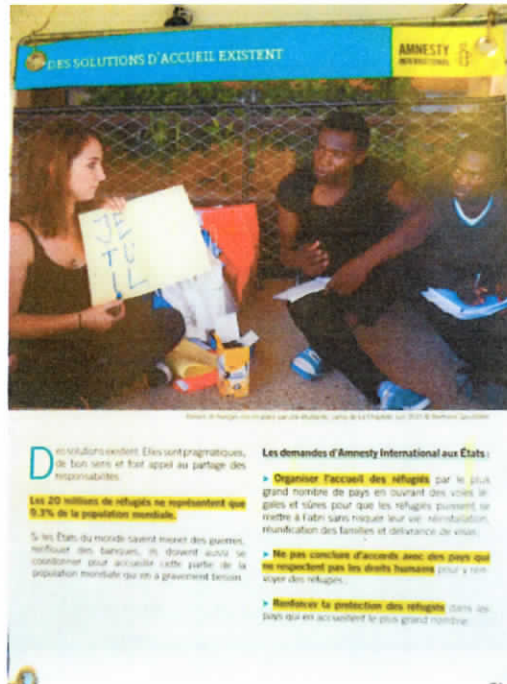 DES SOLUTIONS D'ACCUEIL EXISTENT
AMNESTY
INTERNATIONAL
Des solutions existent. Elles sont pragmatiques,
de bon sens et font appel au partage des
responsabilités.
Les 20 millions de réfugiés ne représentent que
0.3% de la population mondiale.
Si les États du monde savent mener des guerres,
renflouer des banques, ils doivent aussi se
coordonner pour accueillir cette partie de la
population mondiale qui en a gravement besoin.
Les demandes d'Amnesty International aux États :
➤ Organiser l'accueil des réfugiés par le plus
grand nombre de pays en ouvrant des voies lé-
gales et sûres pour que les réfugiés puissent se
mettre à l'abri sans risquer leur vie: réinstallation,
réunification des familles et délivrance de visas.
➤ Ne pas conclure d'accords avec des pays qui
ne respectent pas les droits humains pour y ren-
voyer des réfugiés.
➤ Renforcer la protection des réfugiés dans les
pays qui en accueillent le plus grand nombre.